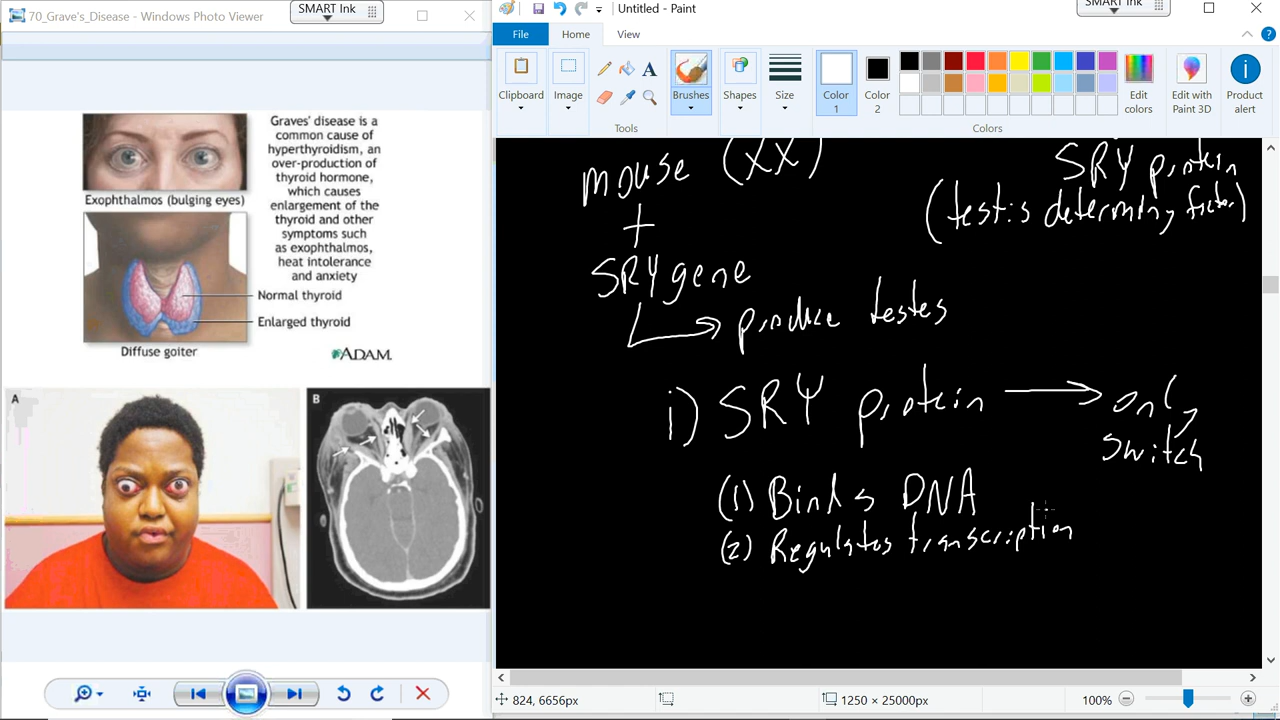 70_Grave's_Disease - Windows Photo Viewer
SMART Ink
Graves' disease is a
common cause of
hyperthyroidism, an
over-production of
thyroid hormone,
which causes
enlargement of the
thyroid and other
symptoms such
as exophthalmos,
heat intolerance
and anxiety
Exophthalmos (bulging eyes)
Normal thyroid
Enlarged thyroid
Diffuse goiter
ADAM
A
B
Untitled - Paint
SMART Ink
File
Home
View
Clipboard
Image
Tools
Brushes
Shapes
Size
Color
1
Color
2
Edit
colors
Edit with
Paint 3D
Product
alert
Colors
mouse (XX)
+
SRY gene
produce testes
SRY protein
(testis determining factor)
i) SRY protein → only
switch
(1) Binds DNA
(2) Regulates transcription
824, 6656px
1250 × 25000px
100%